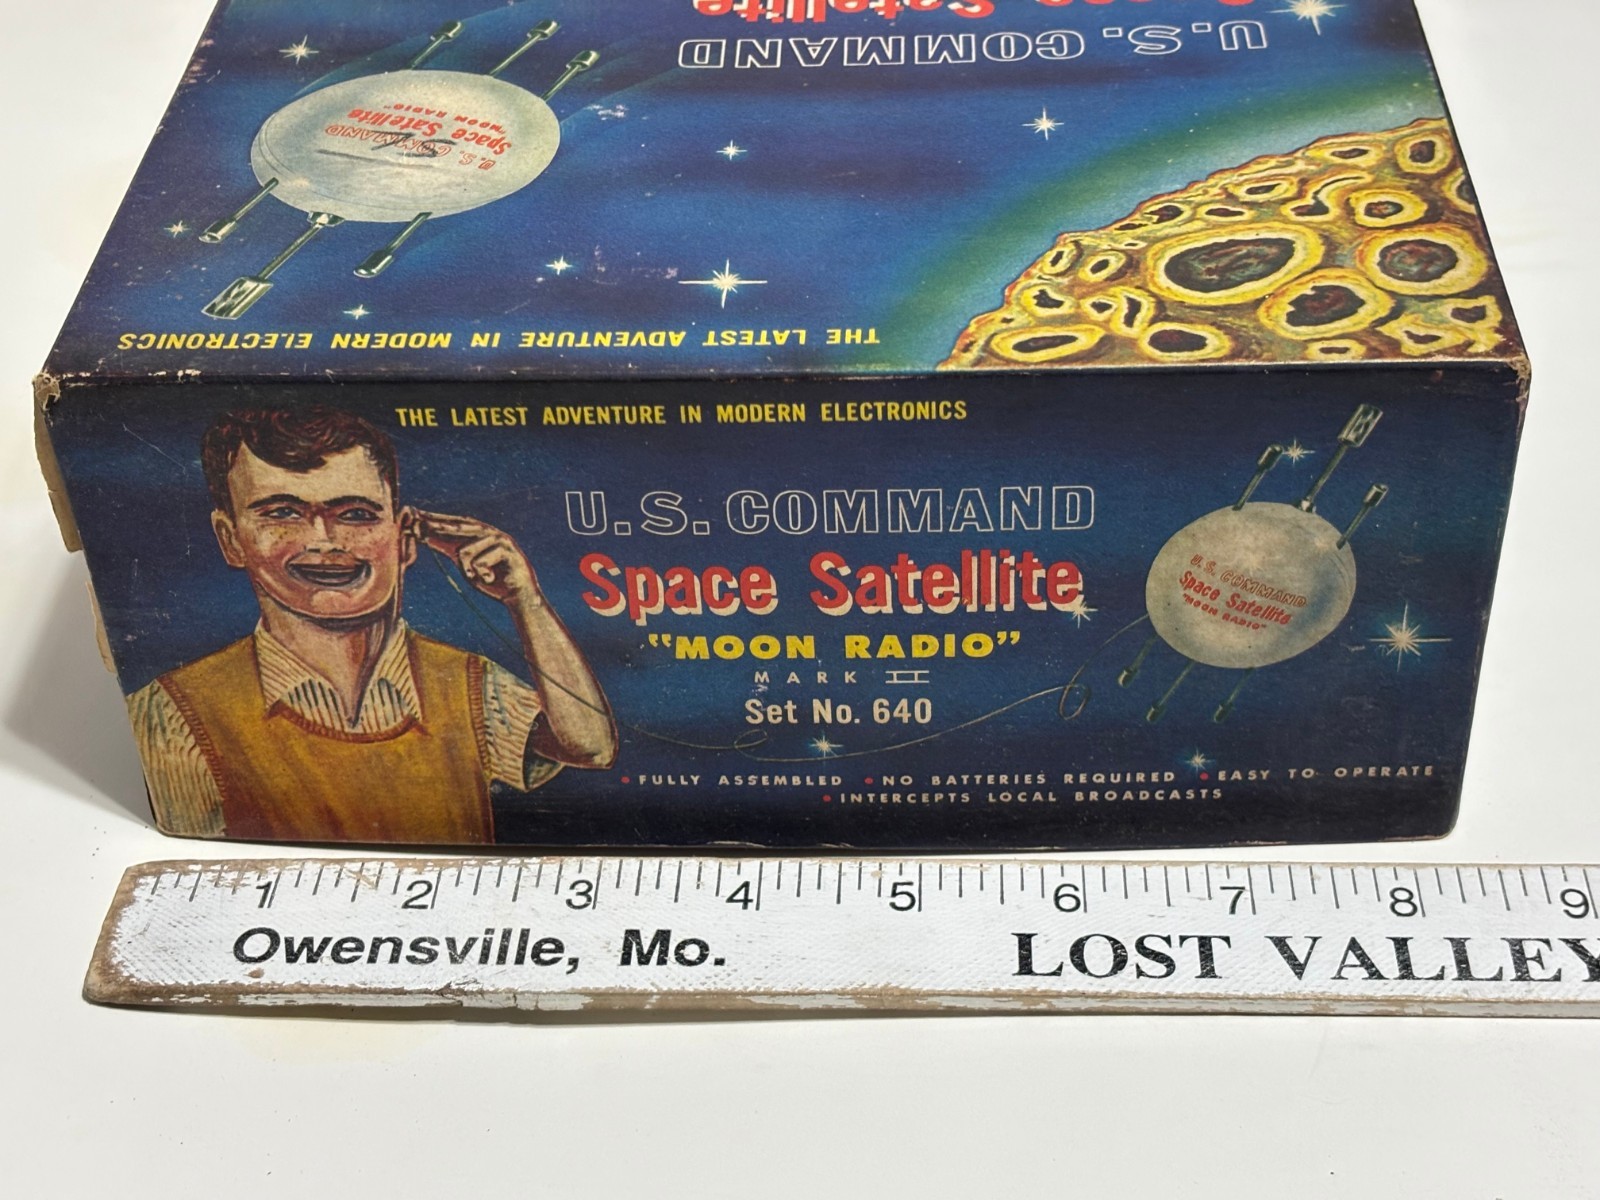 Space Satellite
U.S. COMMAND
U.S. COMMAND
Space Satellite
"MOON RADIO"
THE LATEST ADVENTURE IN MODERN ELECTRONICS
THE LATEST ADVENTURE IN MODERN ELECTRONICS
U.S. COMMAND
Space Satellite
"MOON RADIO"
MARK II
Set No. 640
U.S. COMMAND
Space Satellite
"MOON RADIO"
• FULLY ASSEMBLED • NO BATTERIES REQUIRED • EASY TO OPERATE
• INTERCEPTS LOCAL BROADCASTS
1 2 3 4 5 6 7 8 9
Owensville, Mo. LOST VALLEY